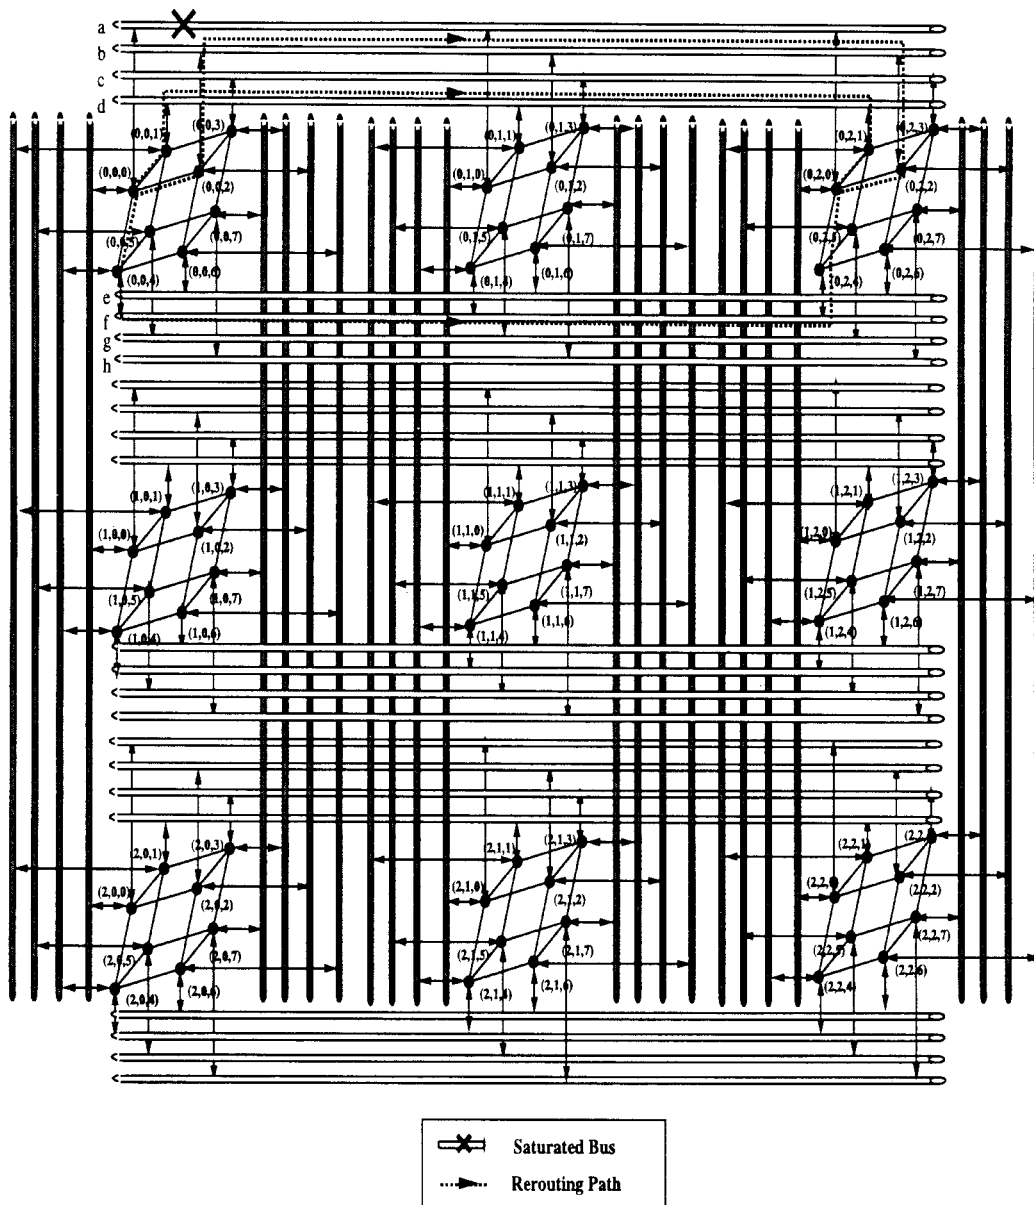 a
b
c
d
(0,0,1) (0,0,3) (0,1,1) (0,1,3) (0,2,1) (0,2,3)
(0,0,0) (0,0,2) (0,1,0) (0,1,2) (0,2,0) (0,2,2)
(0,0,5) (0,0,7) (0,1,5) (0,1,7) (0,2,5) (0,2,7)
(0,0,4) (0,0,6) (0,1,4) (0,1,6) (0,2,4) (0,2,6)
e
f
g
h
(1,0,1) (1,0,3) (1,1,1) (1,1,3) (1,2,1) (1,2,3)
(1,0,0) (1,0,2) (1,1,0) (1,1,2) (1,2,0) (1,2,2)
(1,0,5) (1,0,7) (1,1,5) (1,1,7) (1,2,5) (1,2,7)
(1,0,4) (1,0,6) (1,1,4) (1,1,6) (1,2,4) (1,2,6)
(2,0,1) (2,0,3) (2,1,1) (2,1,3) (2,2,1)
(2,0,0) (2,0,2) (2,1,0) (2,1,2) (2,2,2)
(2,0,5) (2,0,7) (2,1,5) (2,1,7) (2,2,5) (2,2,7)
(2,0,4) (2,0,6) (2,1,4) (2,1,6) (2,2,4) (2,2,6)
Saturated Bus
Rerouting Path